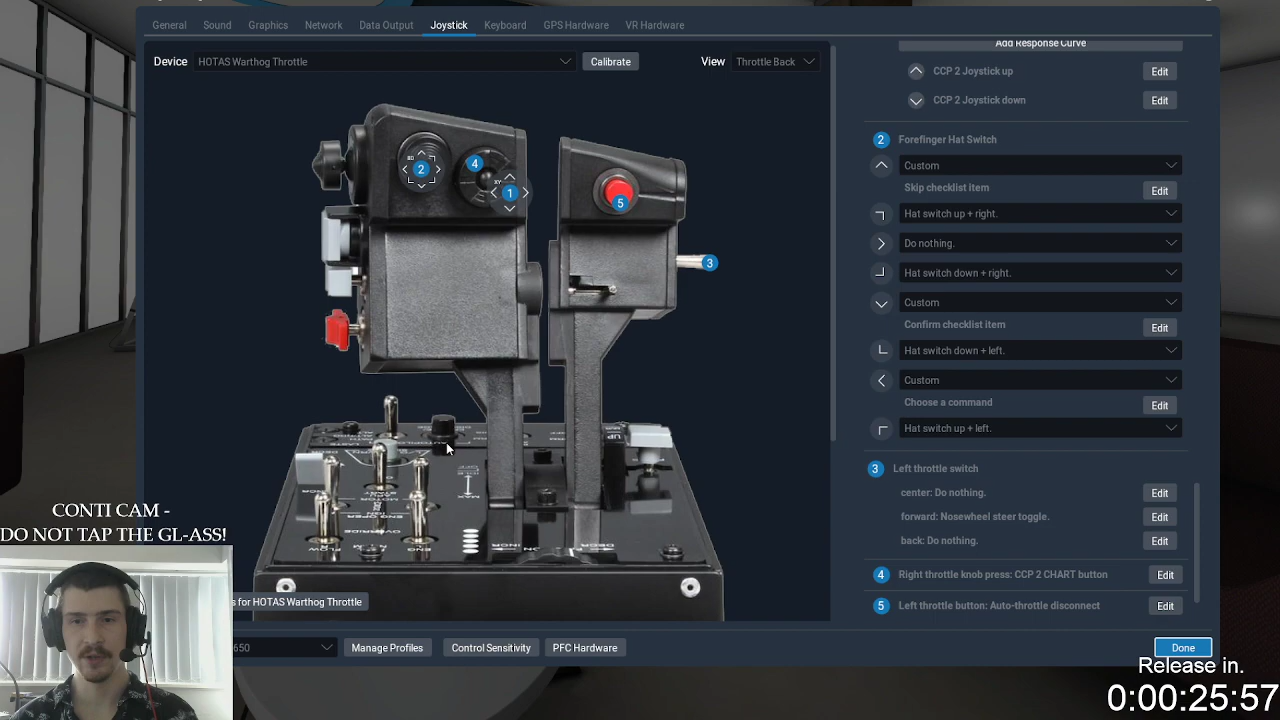 General Sound Graphics Network Data Output Joystick Keyboard GPS Hardware VR Hardware
Device HOTAS Warthog Throttle Calibrate View Throttle Back
Add Response Curve
CCP 2 Joystick up Edit
CCP 2 Joystick down Edit
2 Forefinger Hat Switch
Custom
Skip checklist item Edit
Hat switch up + right.
Do nothing.
Hat switch down + right.
Custom
Confirm checklist item Edit
Hat switch down + left.
Custom
Choose a command Edit
Hat switch up + left.
3 Left throttle switch
center: Do nothing. Edit
forward: Nosewheel steer toggle. Edit
back: Do nothing. Edit
4 Right throttle knob press: CCP 2 CHART button Edit
5 Left throttle button: Auto-throttle disconnect Edit
2
4
1
5
3
CONTI CAM -
DO NOT TAP THE GL-ASS!
s for HOTAS Warthog Throttle
650 Manage Profiles Control Sensitivity PFC Hardware Done
Release in.
0:00:25:57